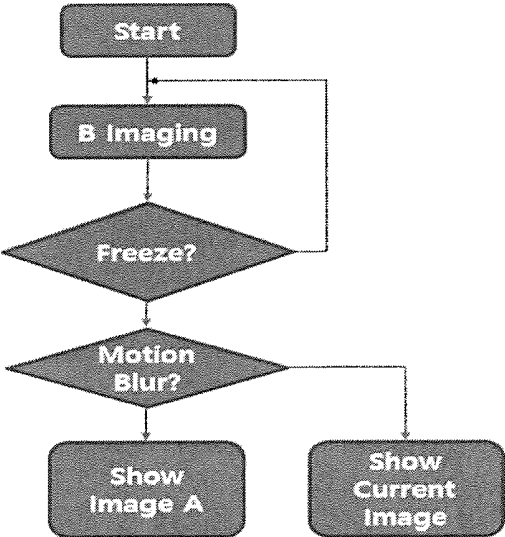 Start
B Imaging
Freeze?
Motion
Blur?
Show
Image A
Show
Current
Image